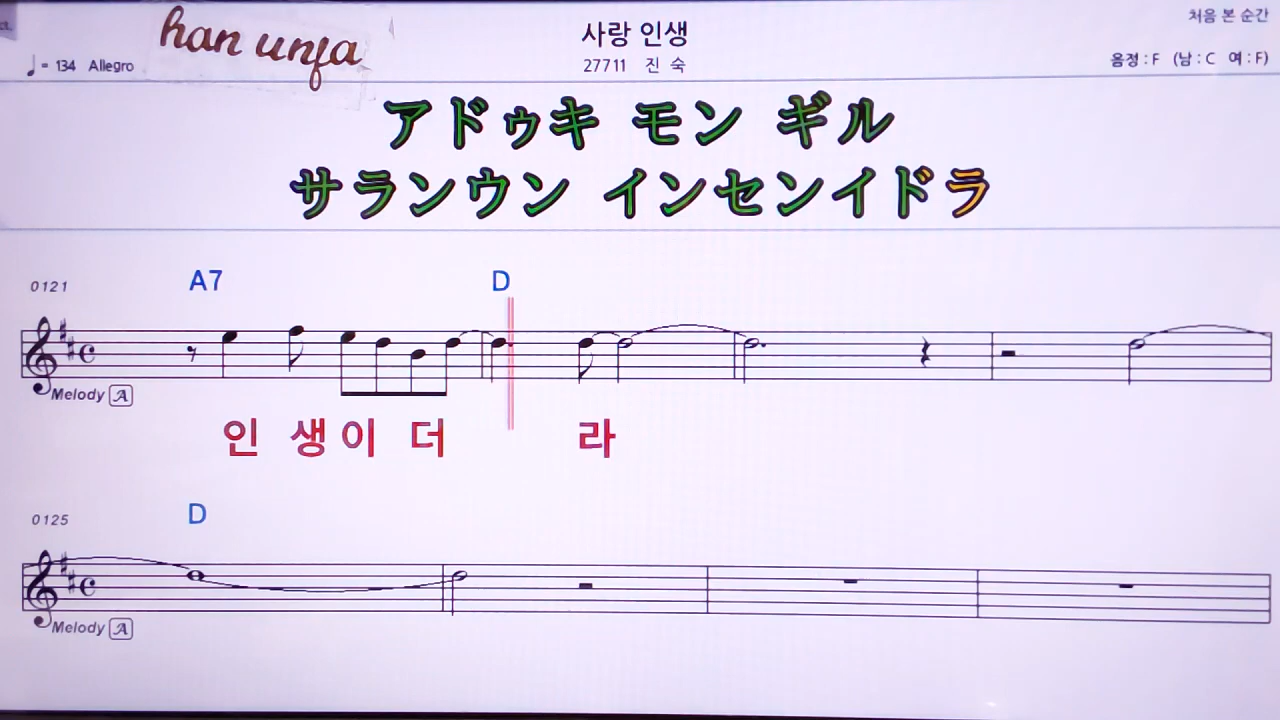 han unfa
사랑 인생
처음 본 순간
♩= 134 Allegro
27711 진 숙
음정 : F (남 : C 여 : F)
アドゥキ モン ギル
サランウン インセンイドラ
0121
A7 D
Melody A
인 생 이 더 라
0125
D
Melody A